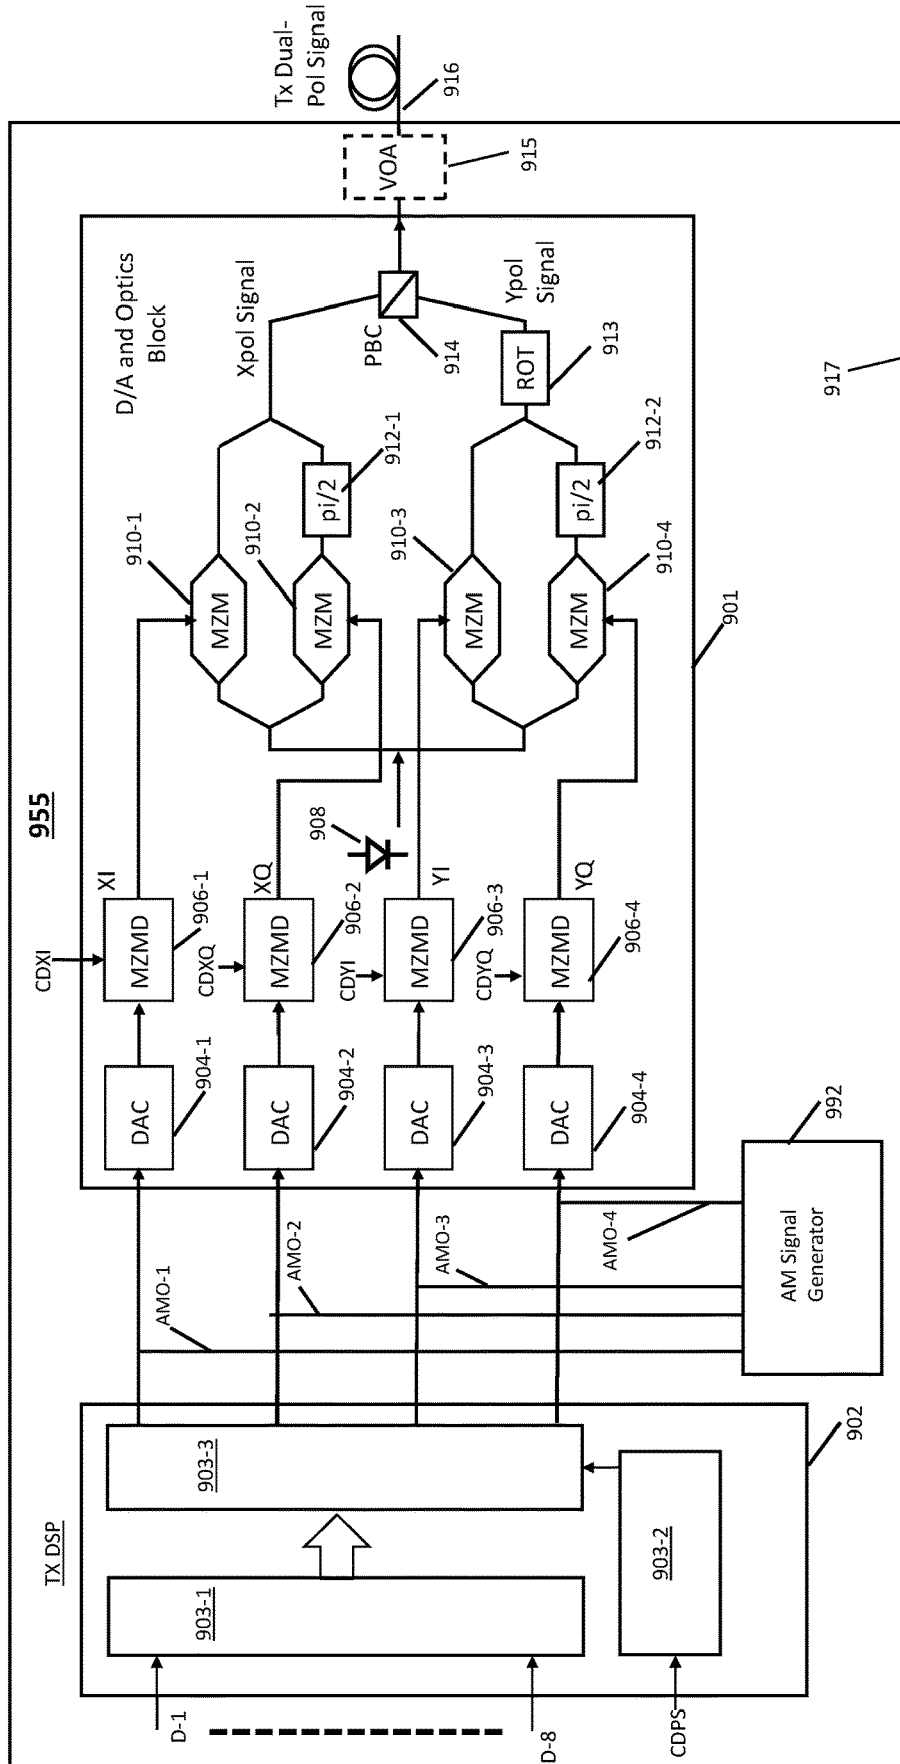 955
Tx Dual-
Pol Signal
916
VOA
915
917
D/A and Optics
Block
901
CDXI
XI
MZMD
906-1
DAC
904-1
910-1
MZM
Xpol Signal
CDXQ
XQ
MZMD
906-2
DAC
904-2
910-2
MZM
pi/2
912-1
908
PBC
914
CDYI
YI
MZMD
906-3
DAC
904-3
910-3
MZM
ROT
913
Ypol
Signal
CDYQ
YQ
MZMD
906-4
DAC
904-4
910-4
MZM
pi/2
912-2
AMO-1
AMO-2
AMO-3
AMO-4
AM Signal
Generator
992
TX DSP
903-1
903-3
903-2
902
D-1
D-8
CDPS